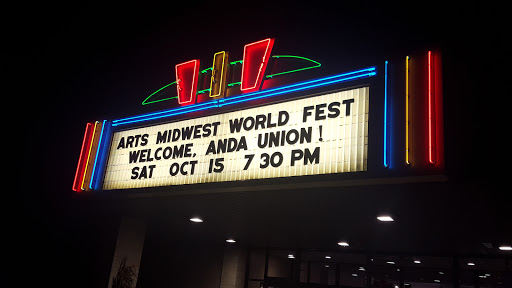 ARTS MIDWEST WORLD FEST
WELCOME, ANDA UNION!
SAT OCT 15 7 30 PM